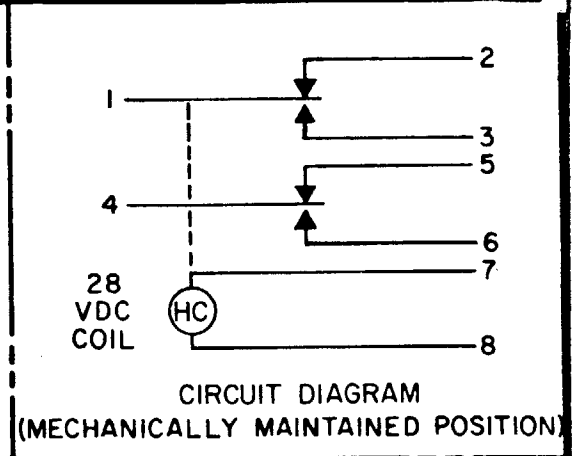 2
1
3
5
4
6
7
28
VDC
COIL
HC
8
CIRCUIT DIAGRAM
(MECHANICALLY MAINTAINED POSITION)